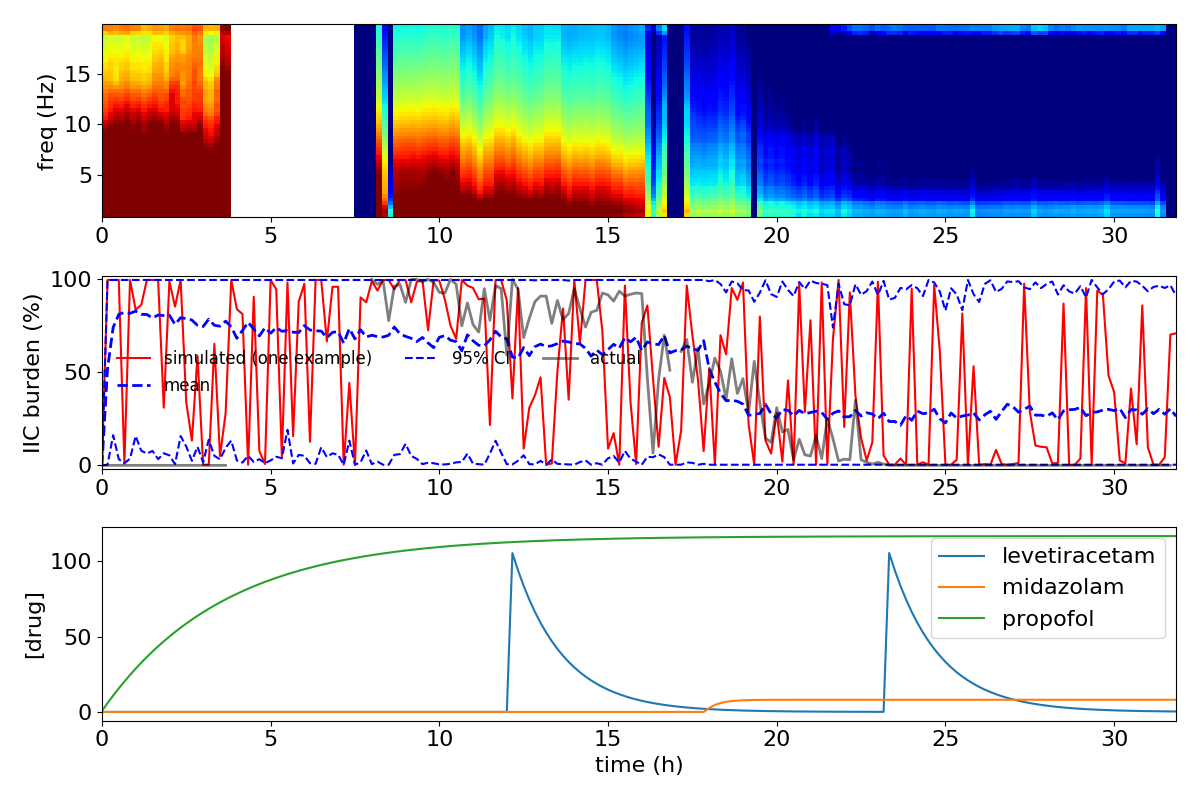 freq (Hz)
15
10
5
0 5 10 15 20 25 30
IIC burden (%)
100
50
0
simulated (one example) 95% CI actual
mean
0 5 10 15 20 25 30
[drug]
100
50
0
levetiracetam
midazolam
propofol
0 5 10 15 20 25 30
time (h)